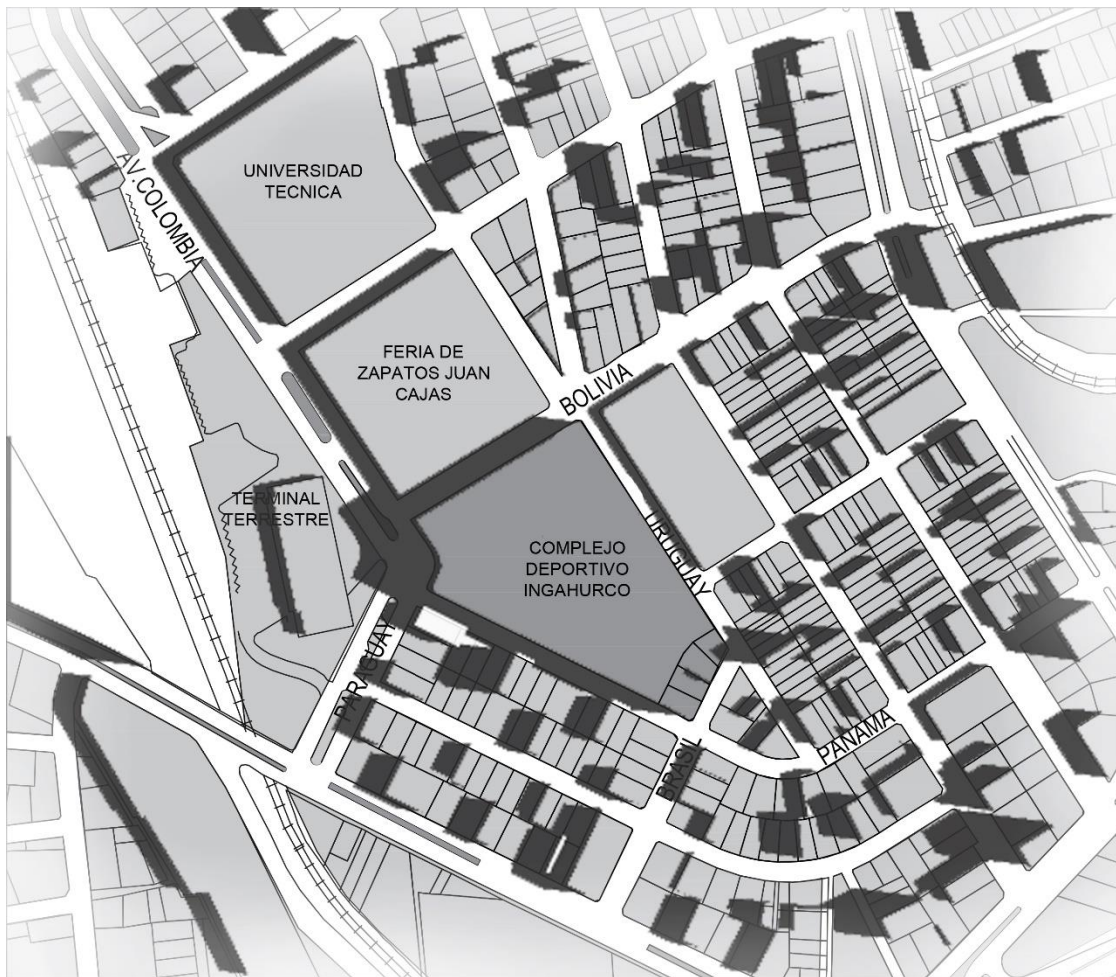 UNIVERSIDAD
TECNICA
AV.COLOMBIA
FERIA DE
ZAPATOS JUAN
CAJAS
BOLIVIA
TERMINAL
TERRESTRE
COMPLEJO
DEPORTIVO
INGAHURCO
URUGUAY
PARAGUAY
PANAMA
BRASIL